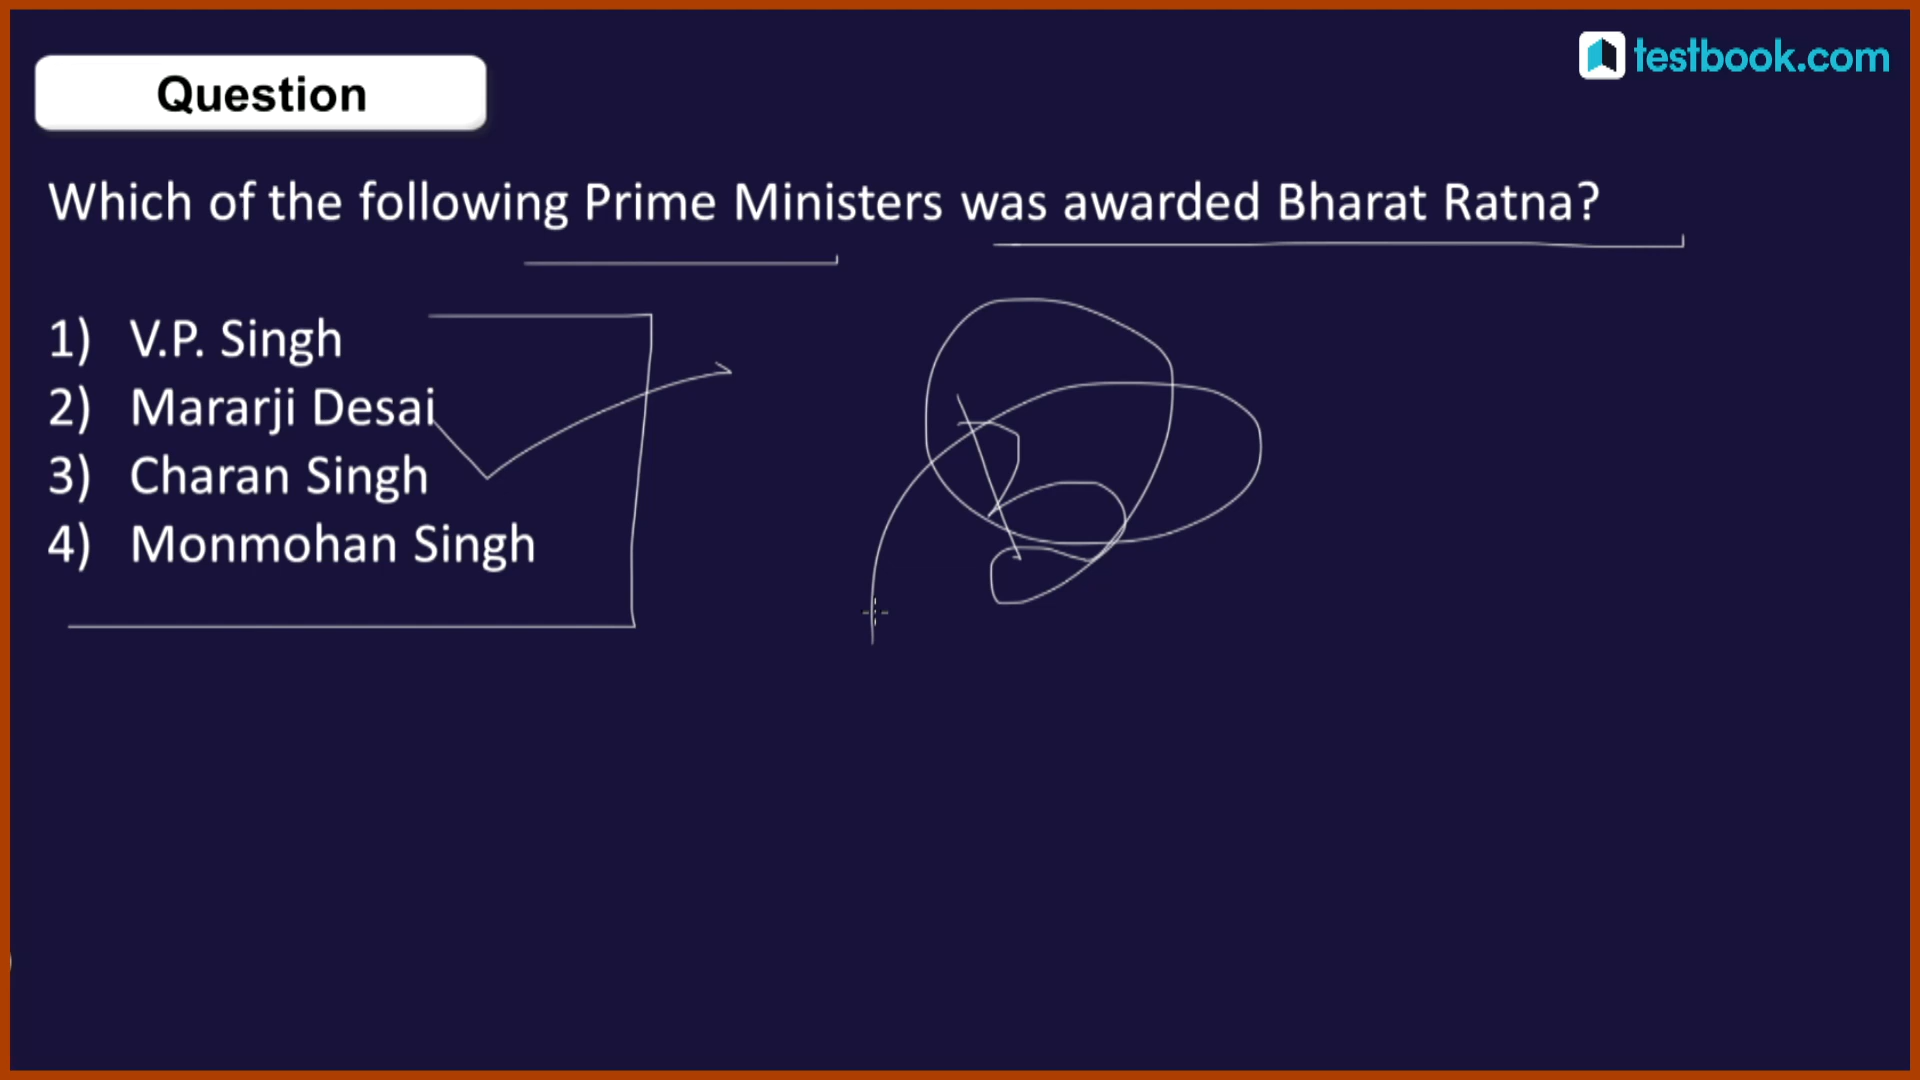 testbook.com
Question
Which of the following Prime Ministers was awarded Bharat Ratna?
1) V.P. Singh
2) Mararji Desai
3) Charan Singh
4) Monmohan Singh